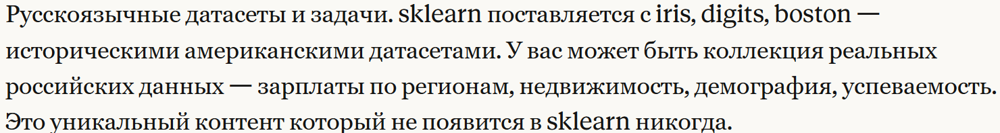 Русскоязычные датасеты и задачи. sklearn поставляется с iris, digits, boston —
историческими американскими датасетами. У вас может быть коллекция реальных
российских данных — зарплаты по регионам, недвижимость, демография, успеваемость.
Это уникальный контент который не появится в sklearn никогда.